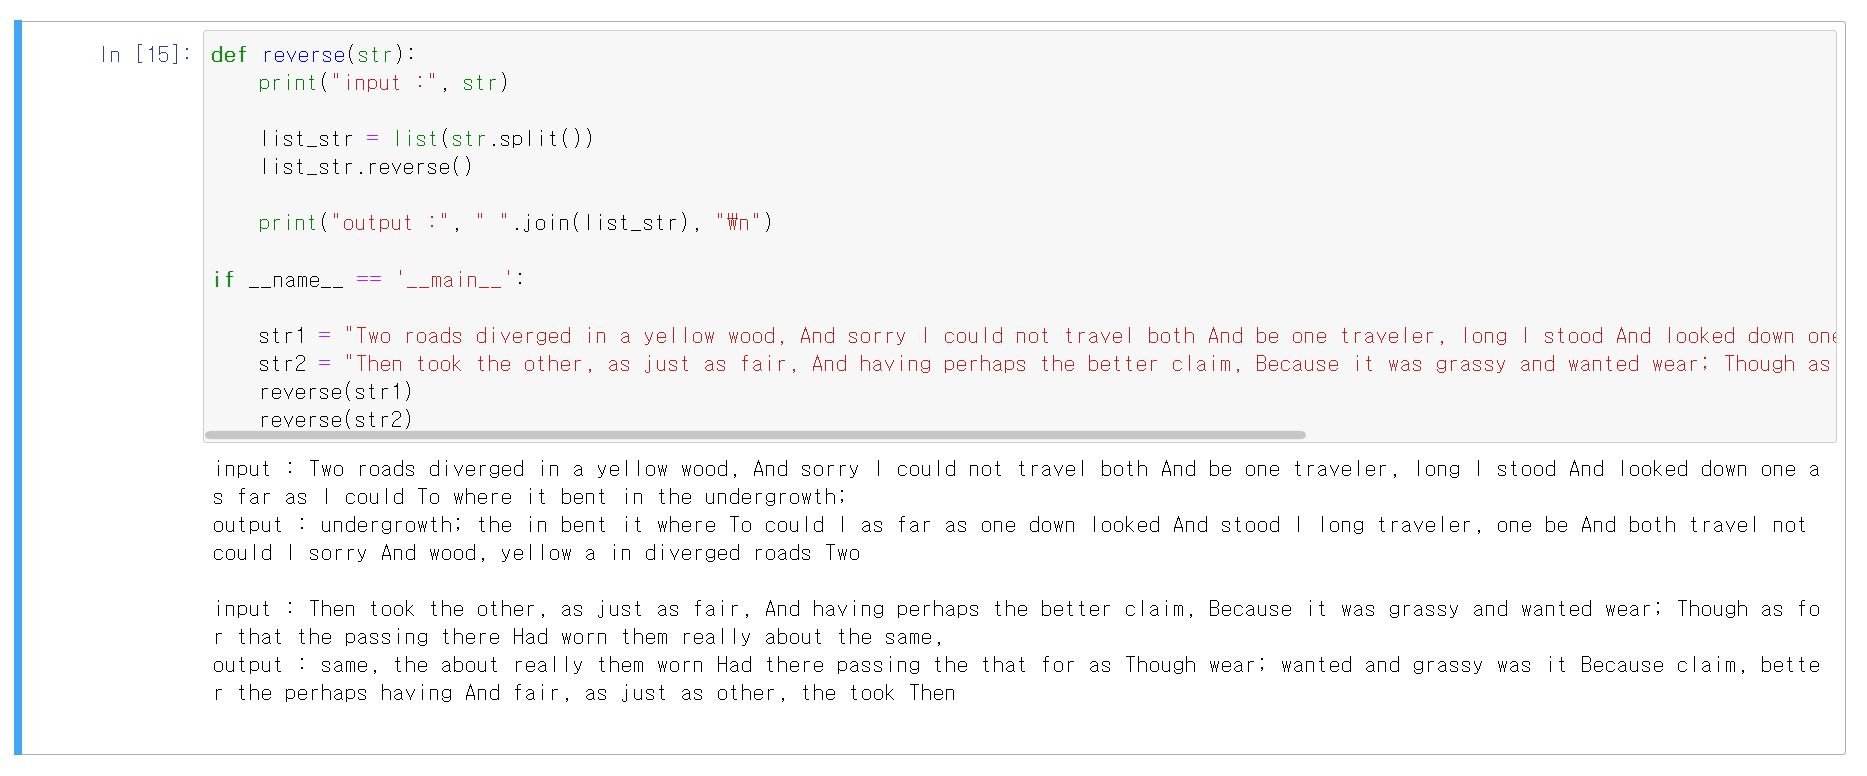 In [15]: def reverse(str):
    print("input :", str)
    list_str = list(str.split())
    list_str.reverse()
    print("output :", " ".join(list_str), "₩n")
if __name__ == '__main__':
    str1 = "Two roads diverged in a yellow wood, And sorry I could not travel both And be one traveler, long I stood And looked down one
    str2 = "Then took the other, as just as fair, And having perhaps the better claim, Because it was grassy and wanted wear; Though as
    reverse(str1)
    reverse(str2)
input : Two roads diverged in a yellow wood, And sorry I could not travel both And be one traveler, long I stood And looked down one a
s far as I could To where it bent in the undergrowth;
output : undergrowth; the in bent it where To could I as far as one down looked And stood I long traveler, one be And both travel not
could I sorry And wood, yellow a in diverged roads Two
input : Then took the other, as just as fair, And having perhaps the better claim, Because it was grassy and wanted wear; Though as fo
r that the passing there Had worn them really about the same,
output : same, the about really them worn Had there passing the that for as Though wear; wanted and grassy was it Because claim, bette
r the perhaps having And fair, as just as other, the took Then